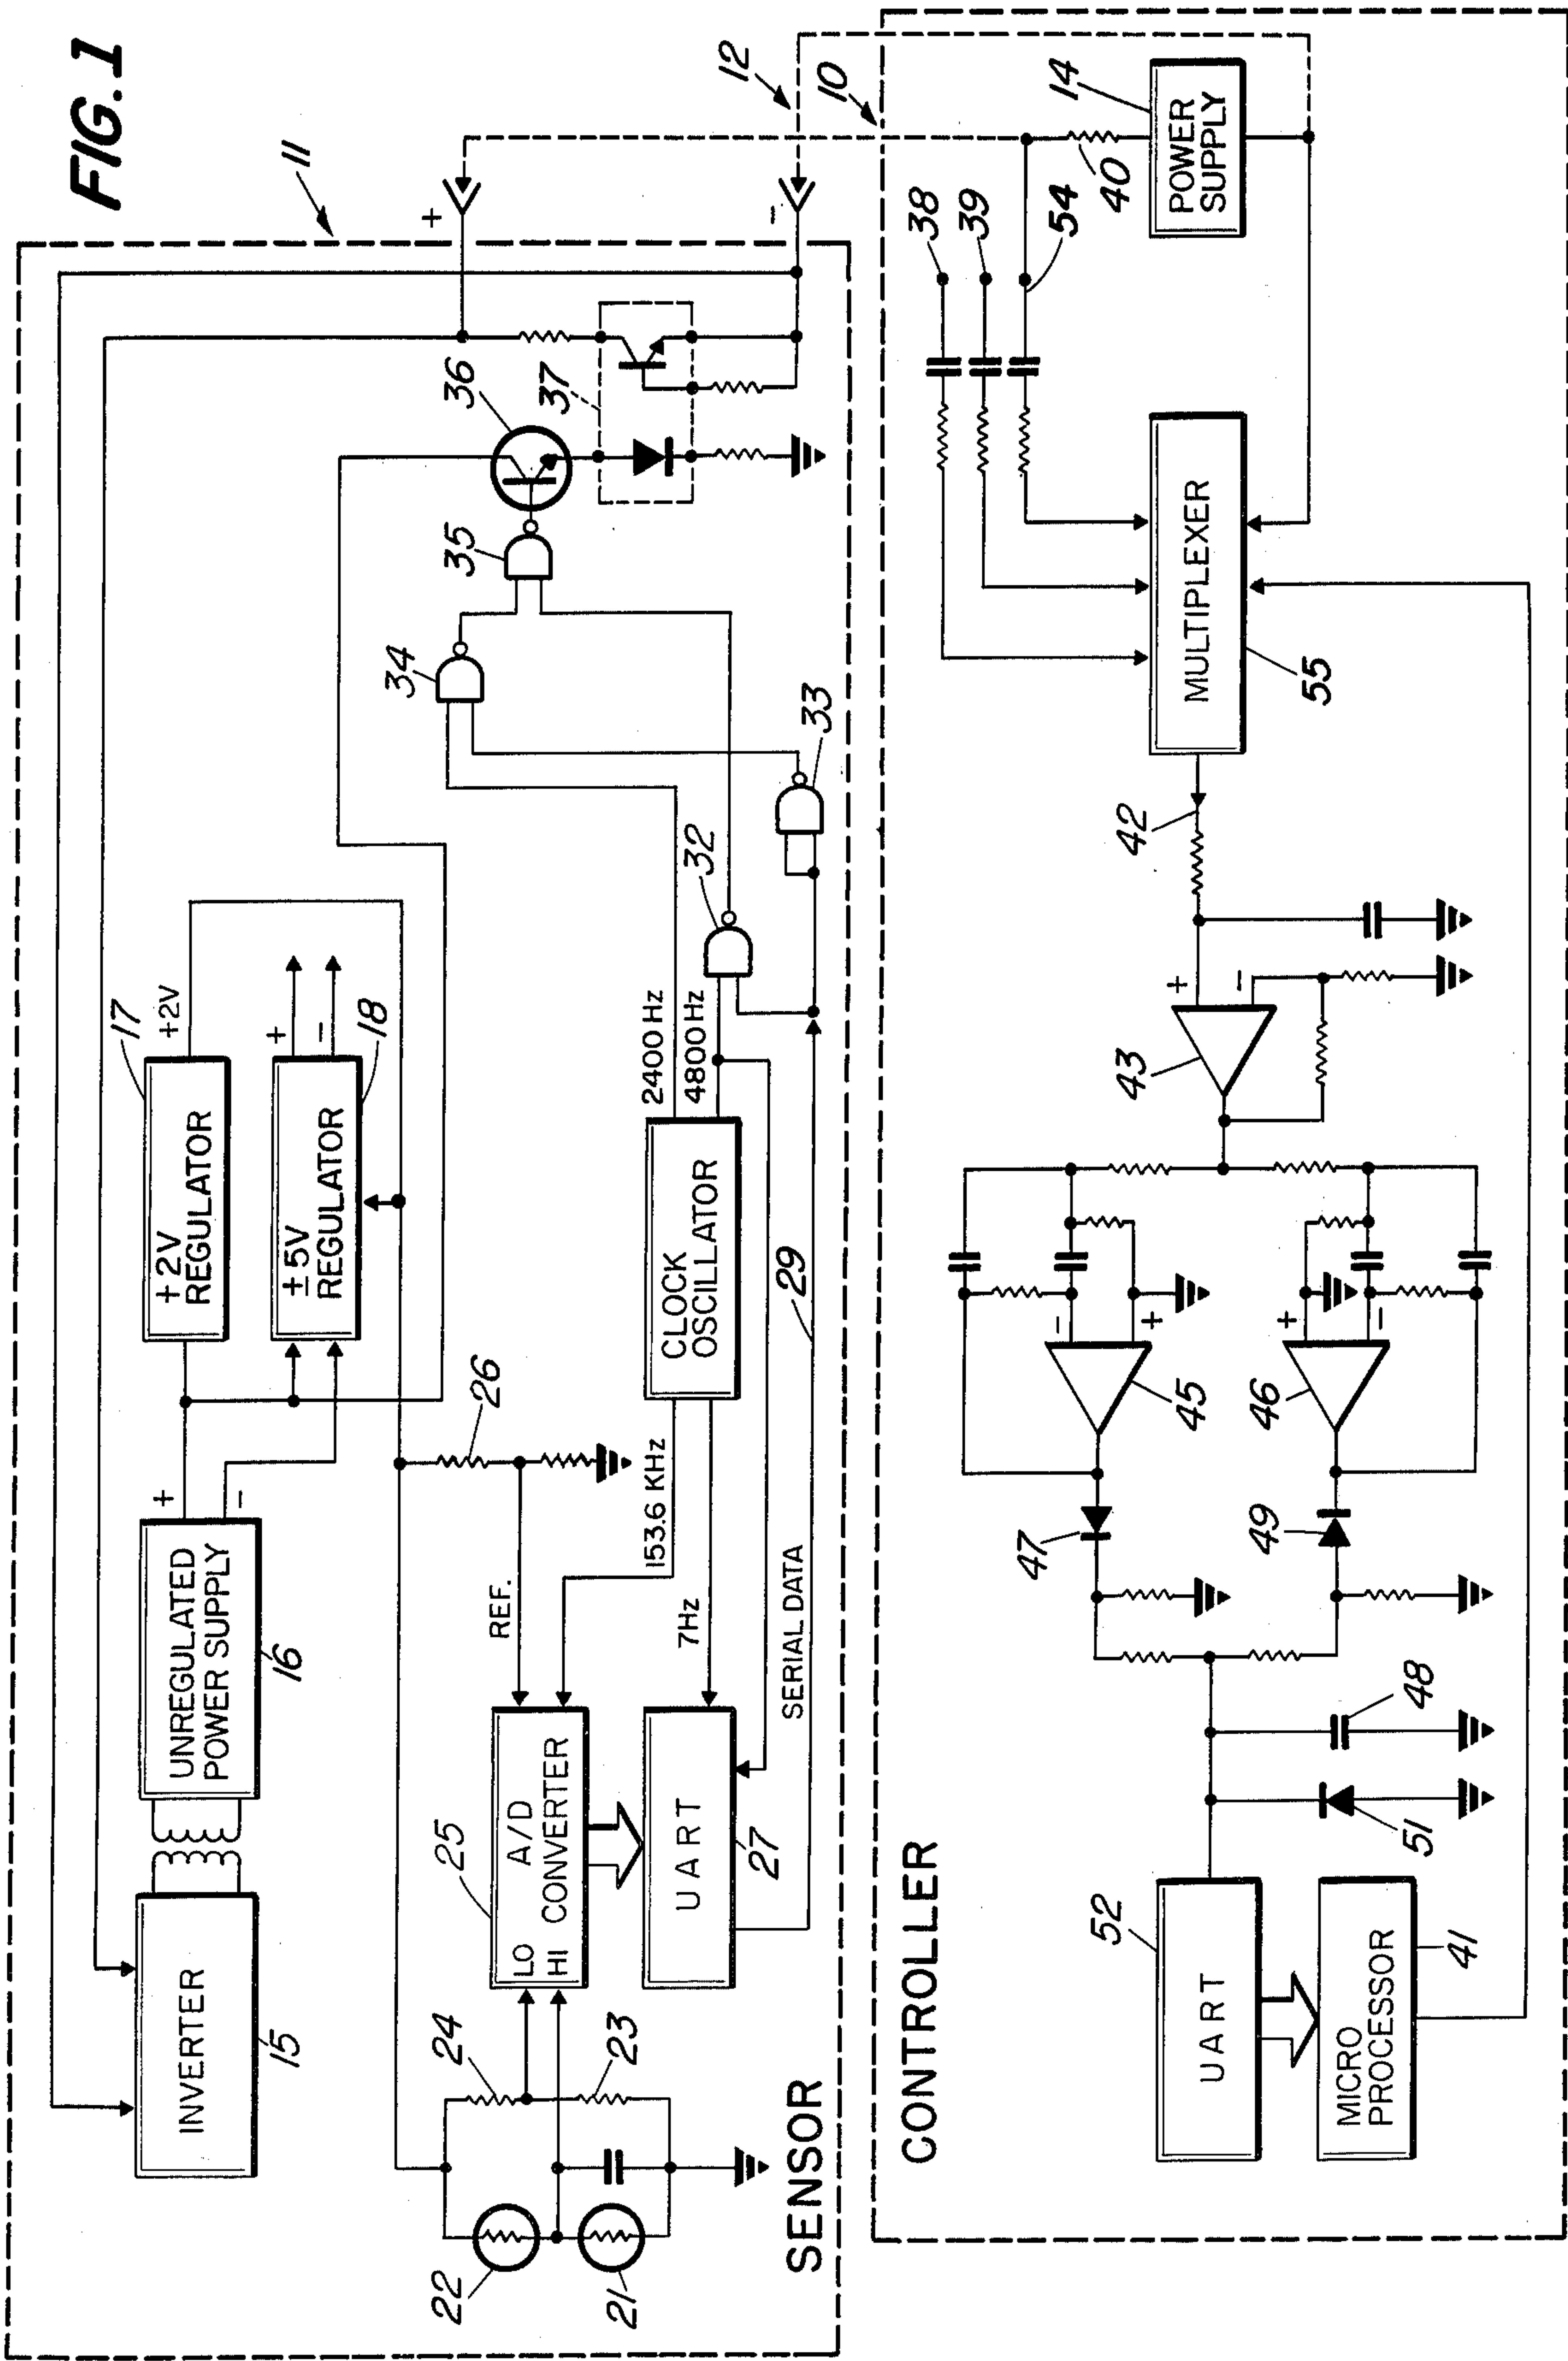 FIG. 1
11
12
10
+
-
INVERTER
15
UNREGULATED
POWER SUPPLY
16
+
-
+2V
REGULATOR
17
+2V
±5V
REGULATOR
18
+
-
22
21
24
23
26
REF.
25
LO
HI
A/D
CONVERTER
153.6 KHz
7Hz
UART
27
SERIAL DATA
29
CLOCK
OSCILLATOR
2400 Hz
4800 Hz
32
33
34
35
36
37
SENSOR
CONTROLLER
38
39
54
40
14
POWER
SUPPLY
MULTIPLEXER
55
42
+
-
43
-
+
45
+
-
46
47
49
48
51
52
UART
MICRO
PROCESSOR
41